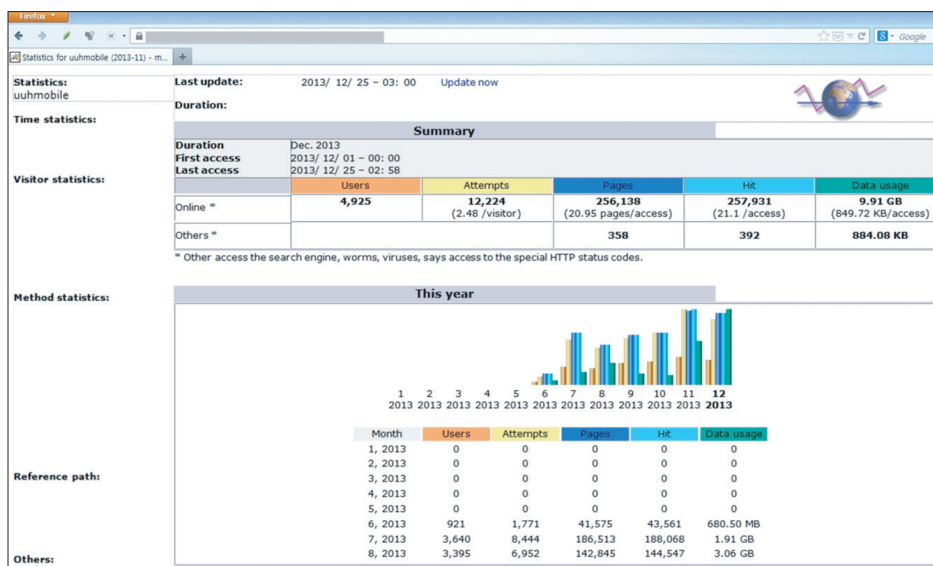 Firefox
Google
Statistics for uuhmobile (2013-11) - m...
+
Statistics:
uuhmobile
Time statistics:
Visitor statistics:
Method statistics:
Reference path:
Others:
Last update: 2013/ 12/ 25 – 03: 00 Update now
Duration:
Summary
Duration Dec. 2013
First access 2013/ 12/ 01 – 00: 00
Last access 2013/ 12/ 25 – 02: 58
Users Attempts Pages Hit Data usage
Online * 4,925 12,224 256,138 257,931 9.91 GB
(2.48 /visitor) (20.95 pages/access) (21.1 /access) (849.72 KB/access)
Others * 358 392 884.08 KB
* Other access the search engine, worms, viruses, says access to the special HTTP status codes.
This year
1 2 3 4 5 6 7 8 9 10 11 12
2013 2013 2013 2013 2013 2013 2013 2013 2013 2013 2013 2013
Month Users Attempts Pages Hit Data usage
1, 2013 0 0 0 0 0
2, 2013 0 0 0 0 0
3, 2013 0 0 0 0 0
4, 2013 0 0 0 0 0
5, 2013 0 0 0 0 0
6, 2013 921 1,771 41,575 43,561 680.50 MB
7, 2013 3,640 8,444 186,513 188,068 1.91 GB
8, 2013 3,395 6,952 142,845 144,547 3.06 GB